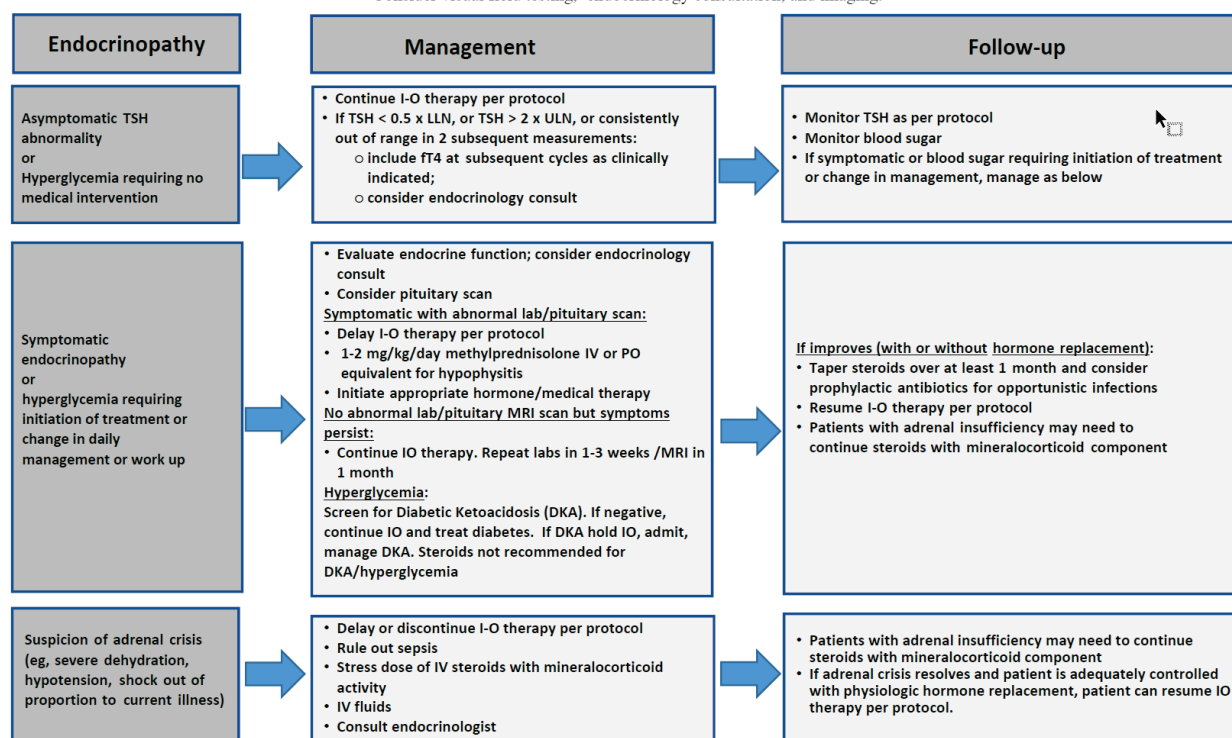 Consider visual field testing, endocrinology consultation, and imaging.
Endocrinopathy
Management
Follow-up
Asymptomatic TSH
abnormality
or
Hyperglycemia requiring no
medical intervention
• Continue I-O therapy per protocol
• If TSH < 0.5 x LLN, or TSH > 2 x ULN, or consistently
out of range in 2 subsequent measurements:
o include fT4 at subsequent cycles as clinically
indicated;
o consider endocrinology consult
• Monitor TSH as per protocol
• Monitor blood sugar
• If symptomatic or blood sugar requiring initiation of treatment
or change in management, manage as below
Symptomatic
endocrinopathy
or
hyperglycemia requiring
initiation of treatment or
change in daily
management or work up
• Evaluate endocrine function; consider endocrinology
consult
• Consider pituitary scan
Symptomatic with abnormal lab/pituitary scan:
• Delay I-O therapy per protocol
• 1-2 mg/kg/day methylprednisolone IV or PO
equivalent for hypophysitis
• Initiate appropriate hormone/medical therapy
No abnormal lab/pituitary MRI scan but symptoms
persist:
• Continue IO therapy. Repeat labs in 1-3 weeks /MRI in
1 month
Hyperglycemia:
Screen for Diabetic Ketoacidosis (DKA). If negative,
continue IO and treat diabetes. If DKA hold IO, admit,
manage DKA. Steroids not recommended for
DKA/hyperglycemia
If improves (with or without hormone replacement):
• Taper steroids over at least 1 month and consider
prophylactic antibiotics for opportunistic infections
• Resume I-O therapy per protocol
• Patients with adrenal insufficiency may need to
continue steroids with mineralocorticoid component
Suspicion of adrenal crisis
(eg, severe dehydration,
hypotension, shock out of
proportion to current illness)
• Delay or discontinue I-O therapy per protocol
• Rule out sepsis
• Stress dose of IV steroids with mineralocorticoid
activity
• IV fluids
• Consult endocrinologist
• Patients with adrenal insufficiency may need to continue
steroids with mineralocorticoid component
• If adrenal crisis resolves and patient is adequately controlled
with physiologic hormone replacement, patient can resume IO
therapy per protocol.